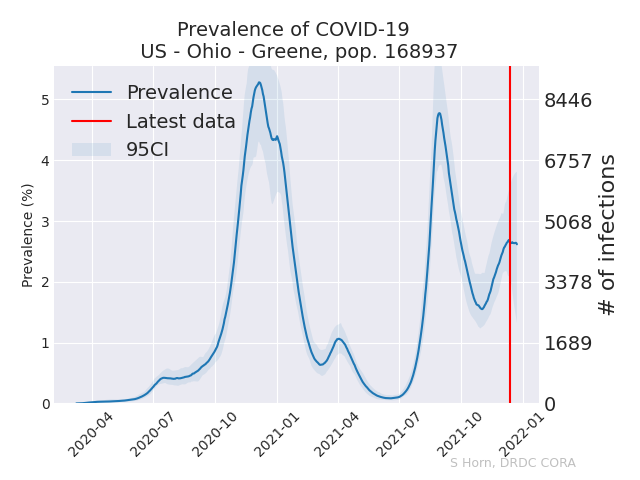 Prevalence of COVID-19
US - Ohio - Greene, pop. 168937
Prevalence
Latest data
95CI
Prevalence (%)
5
4
3
2
1
0
8446
6757
5068
3378
1689
0
# of infections
2020-04
2020-07
2020-10
2021-01
2021-04
2021-07
2021-10
2022-01
S Horn, DRDC CORA